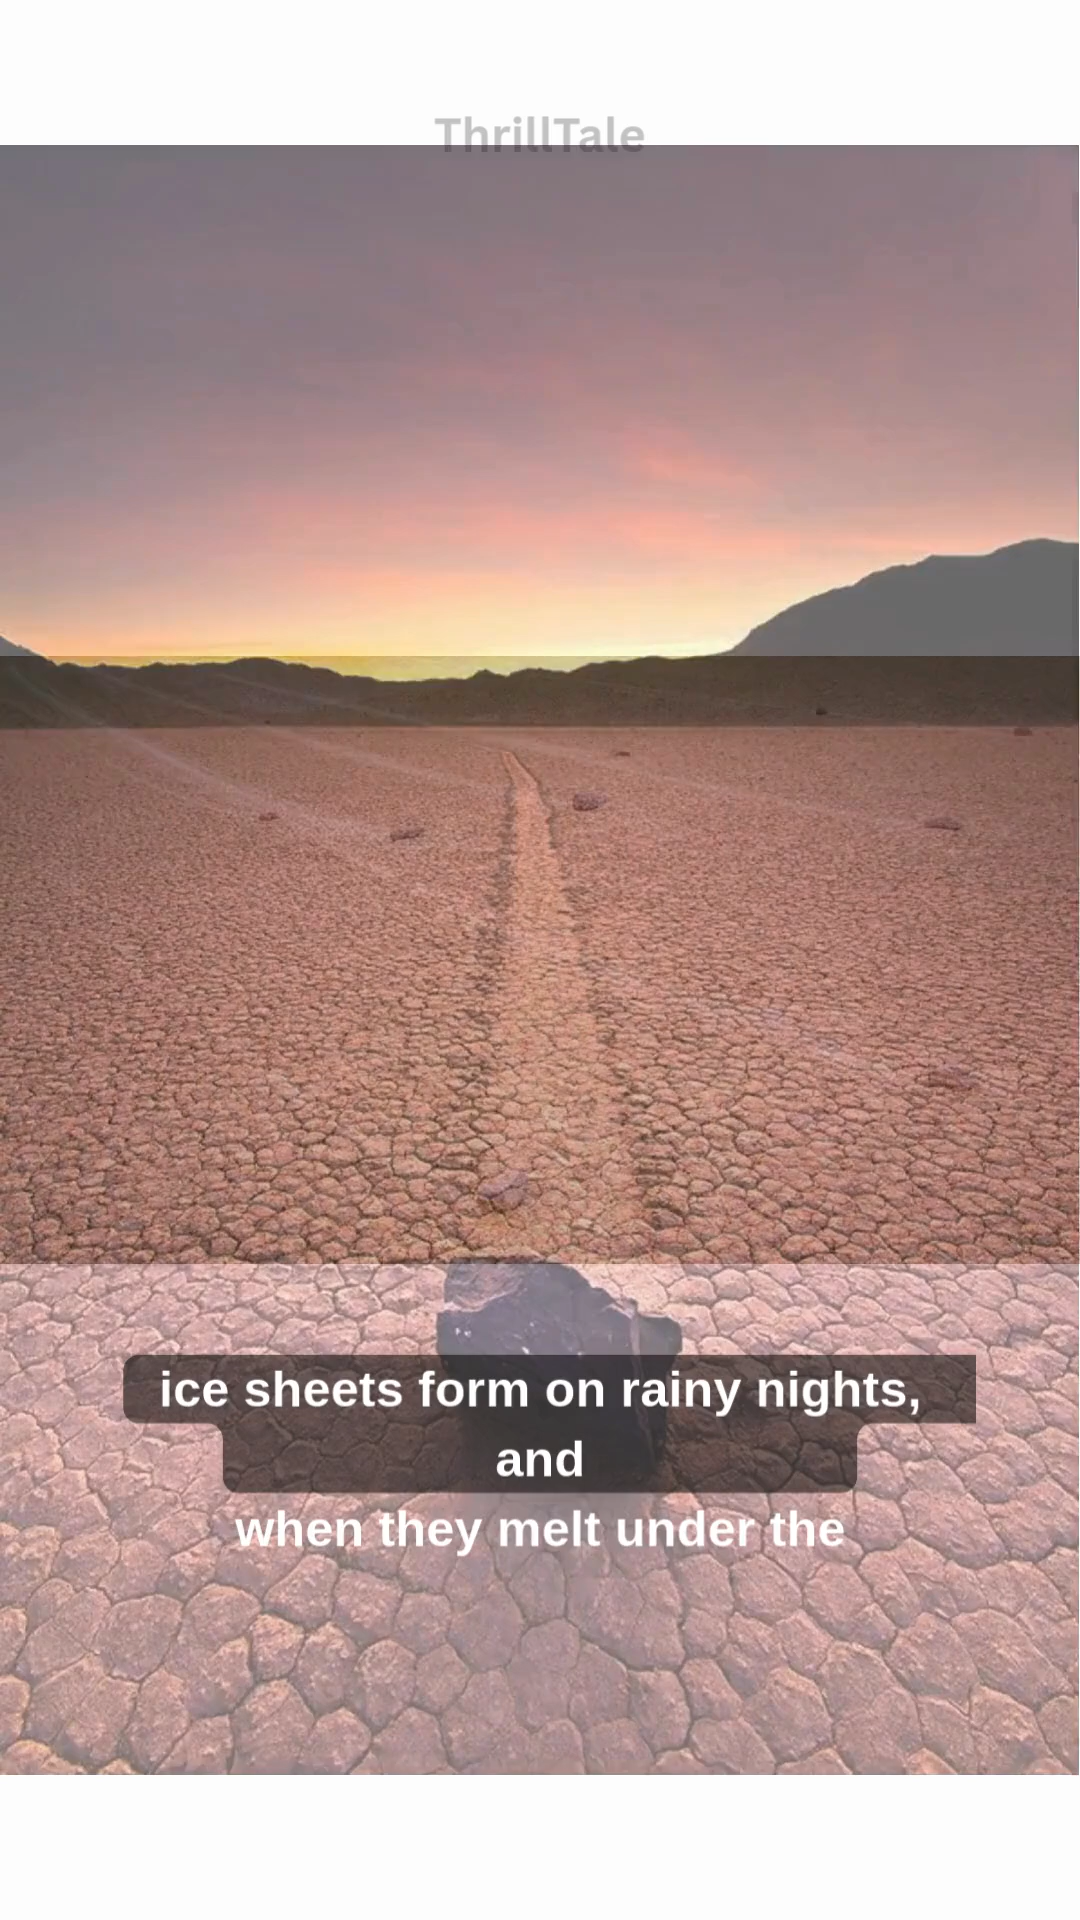 ThrillTale
ice sheets form on rainy nights,
and
when they melt under the